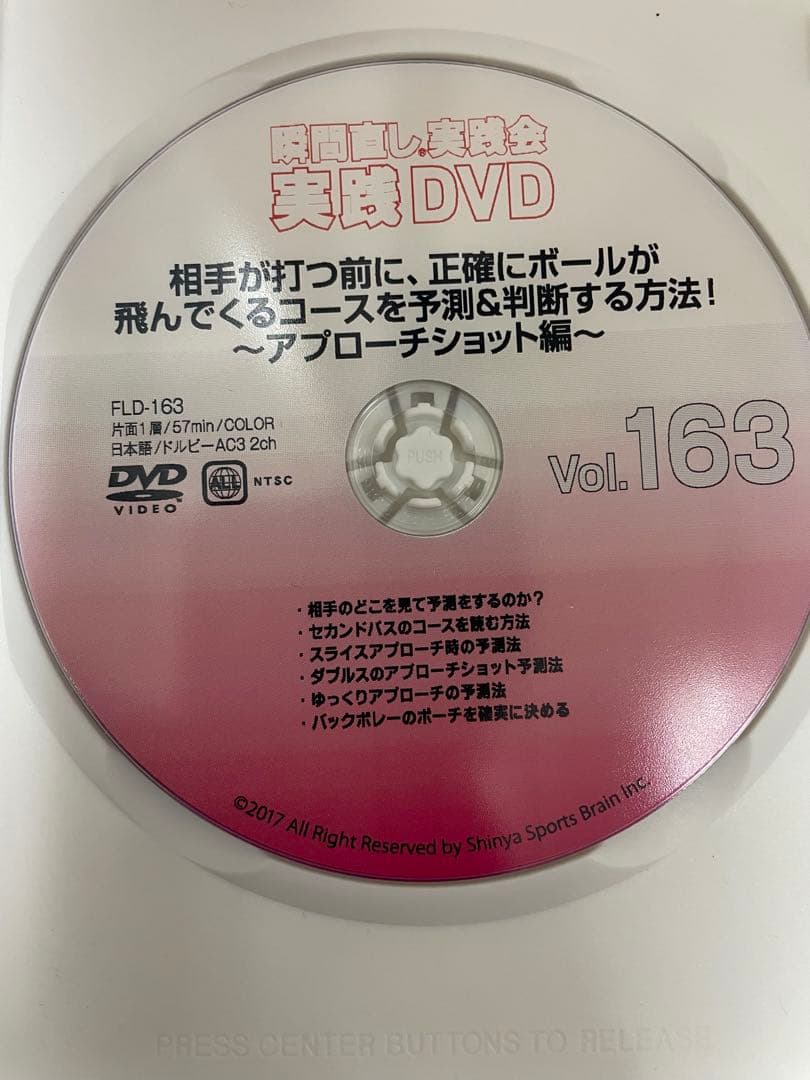 瞬間直し®実践会
実践DVD
相手が打つ前に、正確にボールが
飛んでくるコースを予測&判断する方法!
〜アプローチショット編〜
FLD-163
片面1層/57min/COLOR
日本語/ドルビーAC3 2ch
DVD
VIDEO™
ALL
NTSC
PUSH
Vol.163
・相手のどこを見て予測をするのか?
・セカンドパスのコースを読む方法
・スライスアプローチ時の予測法
・ダブルスのアプローチショット予測法
・ゆっくりアプローチの予測法
・バックボレーのポーチを確実に決める
©2017 All Right Reserved by Shinya Sports Brain Inc.
PRESS CENTER BUTTONS TO RELEASE